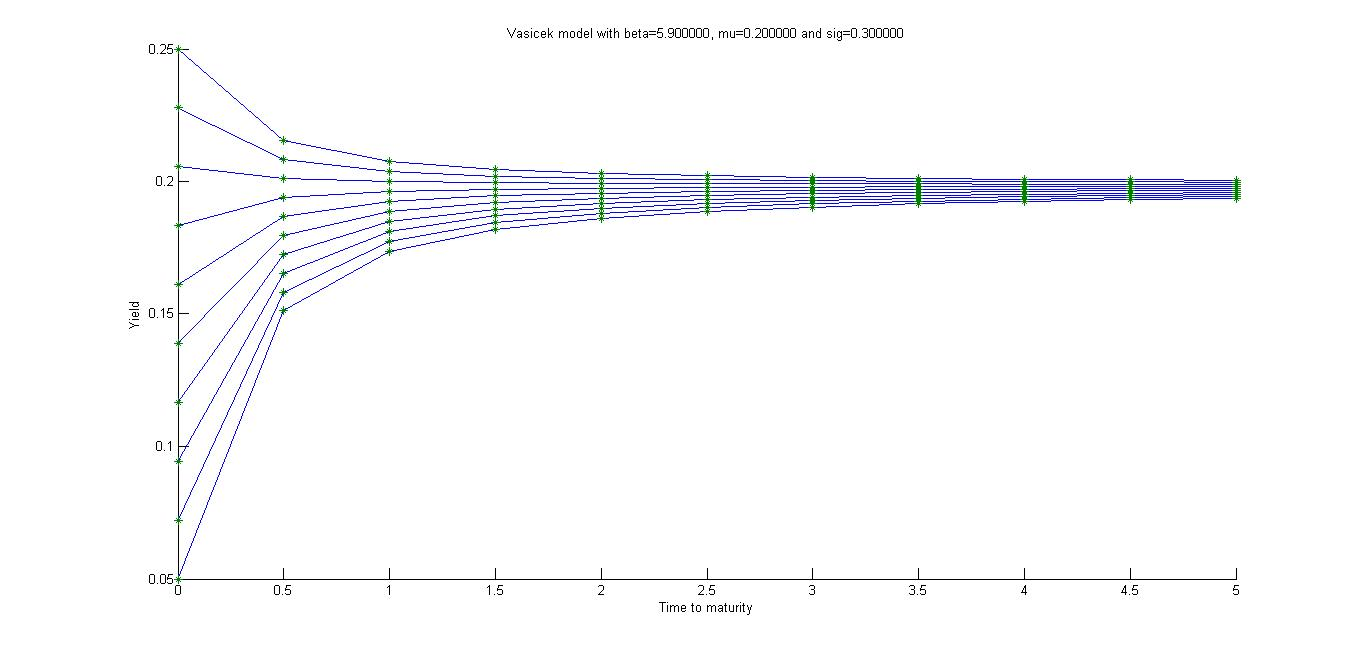 Vasicek model with beta=5.900000, mu=0.200000 and sig=0.300000
0.25
0.2
0.15
0.1
0.05
Yield
0 0.5 1 1.5 2 2.5 3 3.5 4 4.5 5
Time to maturity